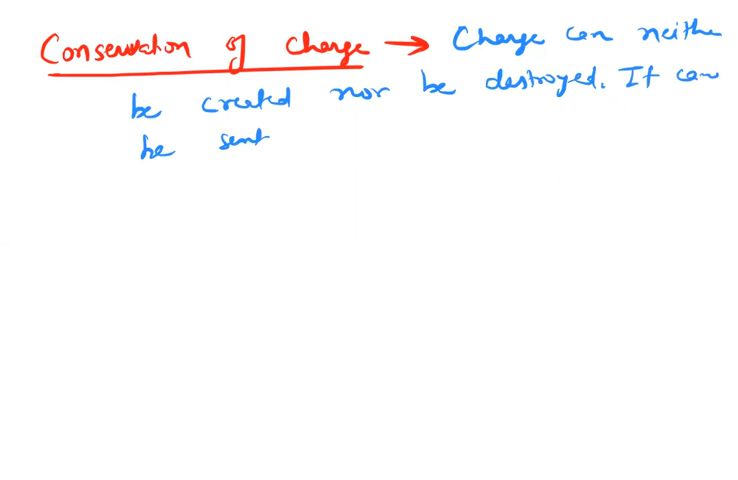 Conservation of charge → Charge can neithe
be created nor be destroyed. It can
be sent